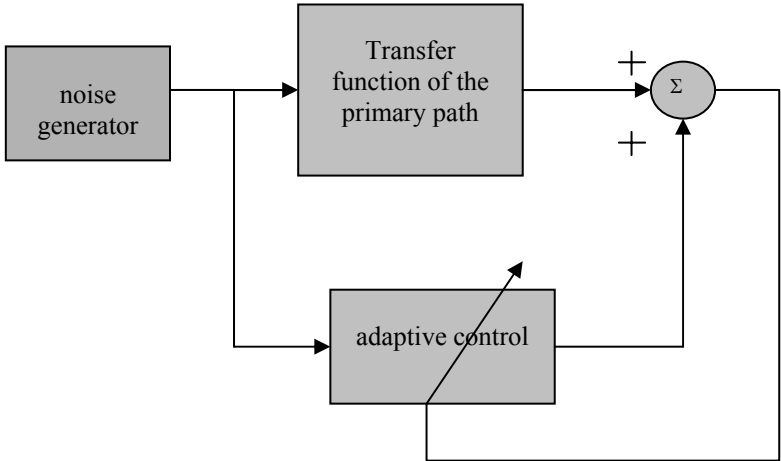 Transfer
function of the
primary path
noise
generator
+
Σ
+
adaptive control